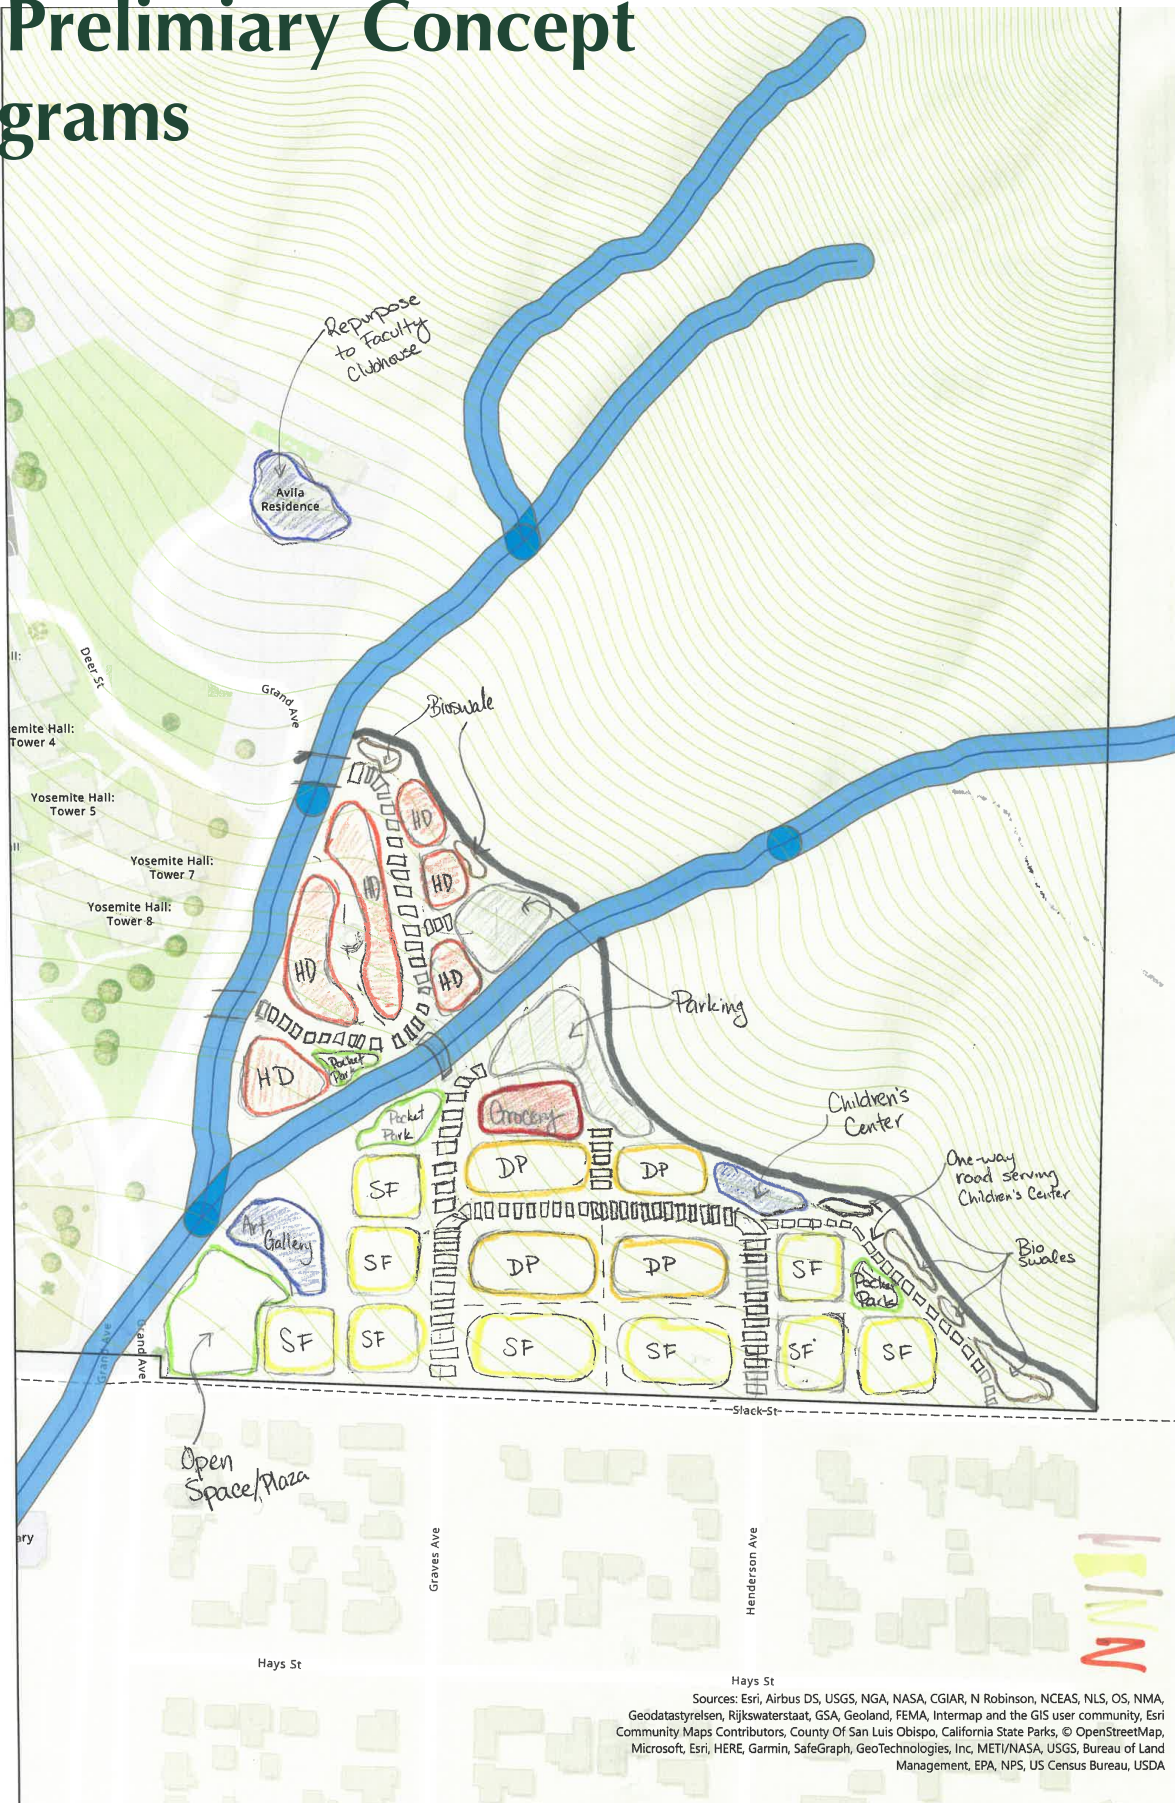 Prelimiary Concept
grams
Repurpose
to Faculty
Clubhouse
Avila
Residence
Deer St
Grand Ave
ll:
emite Hall:
Tower 4
Yosemite Hall:
Tower 5
all
Yosemite Hall:
Tower 7
Yosemite Hall:
Tower 8
Bioswale
HD
HD
HD
HD
HD
HD
Pocket
Park
Parking
Pocket
Park
Grocery
Children's
Center
DP
DP
SF
One-way
road serving
Children's Center
Art
Gallery
SF
DP
DP
SF
Pocket
Park
Bio
Swales
SF
SF
SF
SF
SF
SF
Grand Ave
Grand Ave
Slack St
Open
Space/Plaza
ary
Graves Ave
Henderson Ave
Hays St
Hays St
Sources: Esri, Airbus DS, USGS, NGA, NASA, CGIAR, N Robinson, NCEAS, NLS, OS, NMA,
Geodatastyrelsen, Rijkswaterstaat, GSA, Geoland, FEMA, Intermap and the GIS user community, Esri
Community Maps Contributors, County Of San Luis Obispo, California State Parks, © OpenStreetMap,
Microsoft, Esri, HERE, Garmin, SafeGraph, GeoTechnologies, Inc, METI/NASA, USGS, Bureau of Land
Management, EPA, NPS, US Census Bureau, USDA